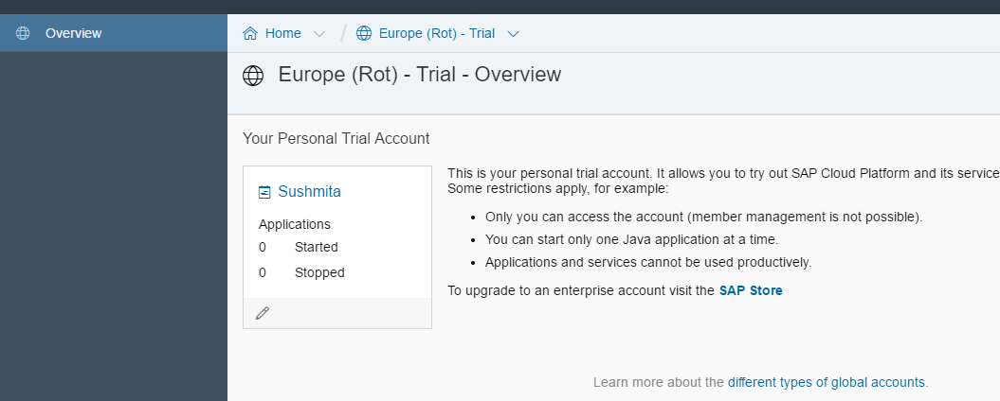 Overview
Home
Europe (Rot) - Trial
Europe (Rot) - Trial - Overview
Your Personal Trial Account
Sushmita
Applications
0 Started
0 Stopped
This is your personal trial account. It allows you to try out SAP Cloud Platform and its service
Some restrictions apply, for example:
• Only you can access the account (member management is not possible).
• You can start only one Java application at a time.
• Applications and services cannot be used productively.
To upgrade to an enterprise account visit the SAP Store
Learn more about the different types of global accounts.